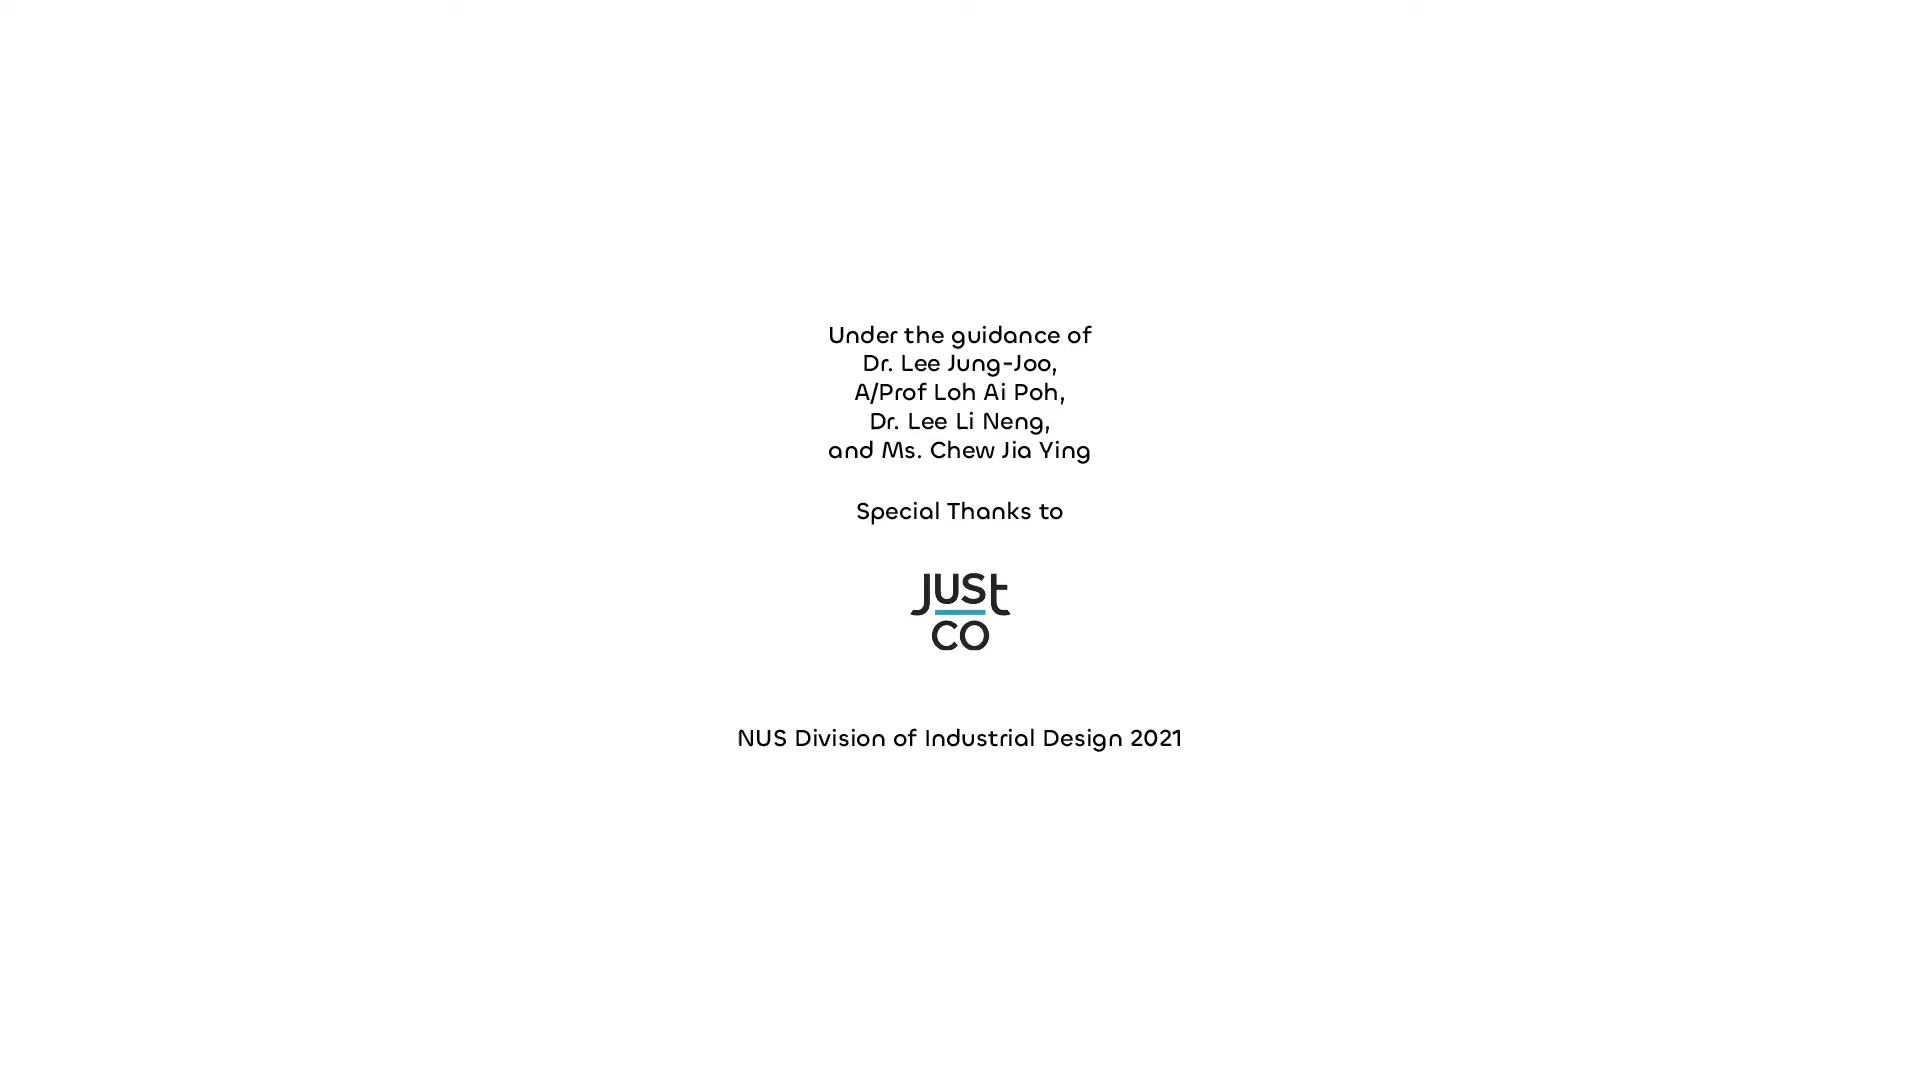 Under the guidance of
Dr. Lee Jung-Joo,
A/Prof Loh Ai Poh,
Dr. Lee Li Neng,
and Ms. Chew Jia Ying
Special Thanks to
JUSt
CO
NUS Division of Industrial Design 2021